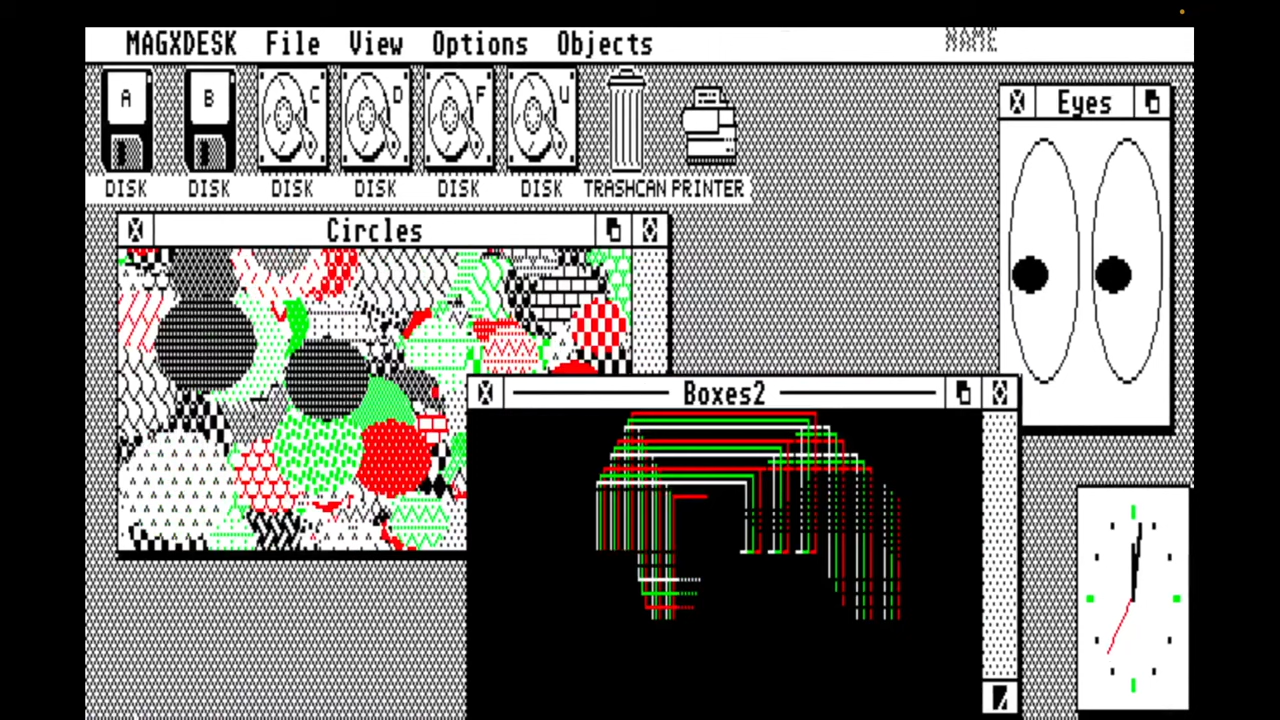 MAGXDESK File View Options Objects NAME
A B C D F U
DISK DISK DISK DISK DISK DISK TRASHCAN PRINTER
Eyes
Circles
Boxes2